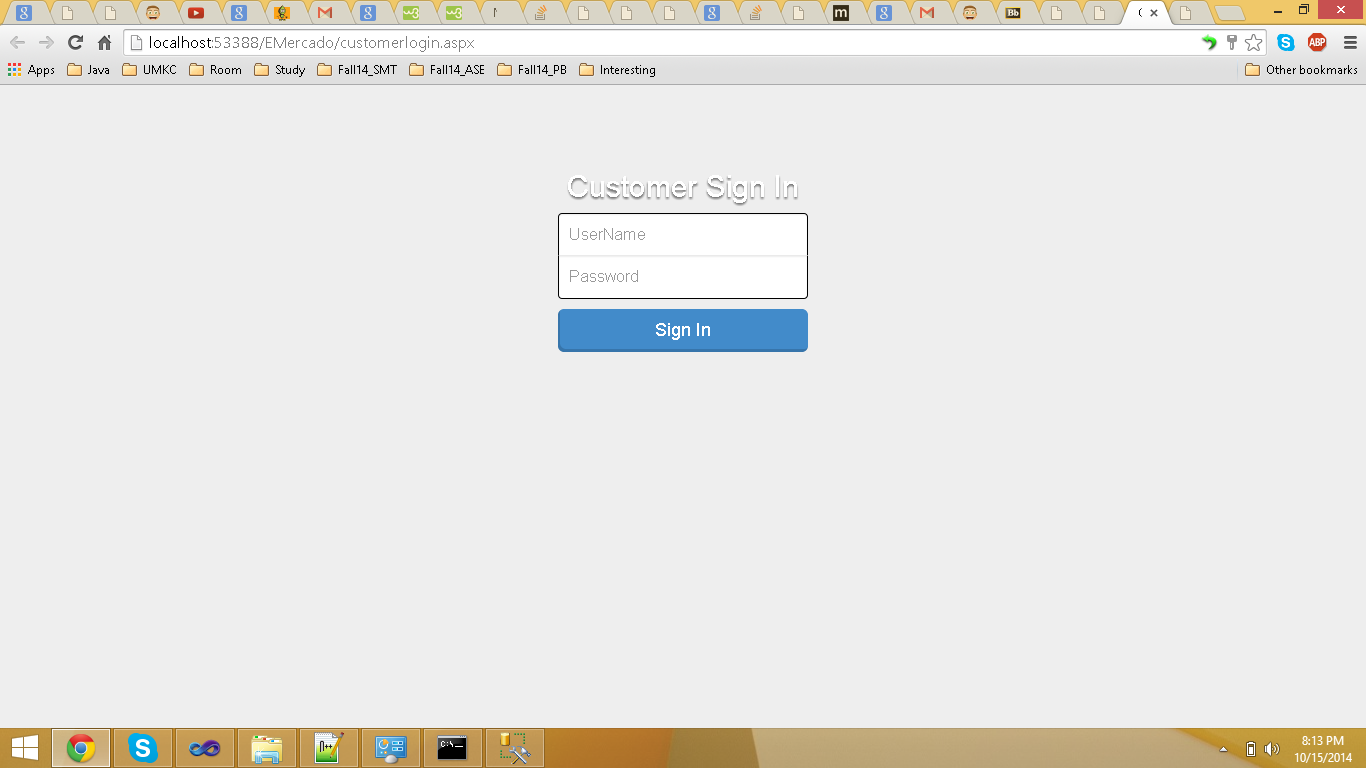 localhost:53388/EMercado/customerlogin.aspx
ABP
Apps Java UMKC Room Study Fall14_SMT Fall14_ASE Fall14_PB Interesting Other bookmarks
Customer Sign In
UserName
Password
Sign In
8:13 PM
10/15/2014